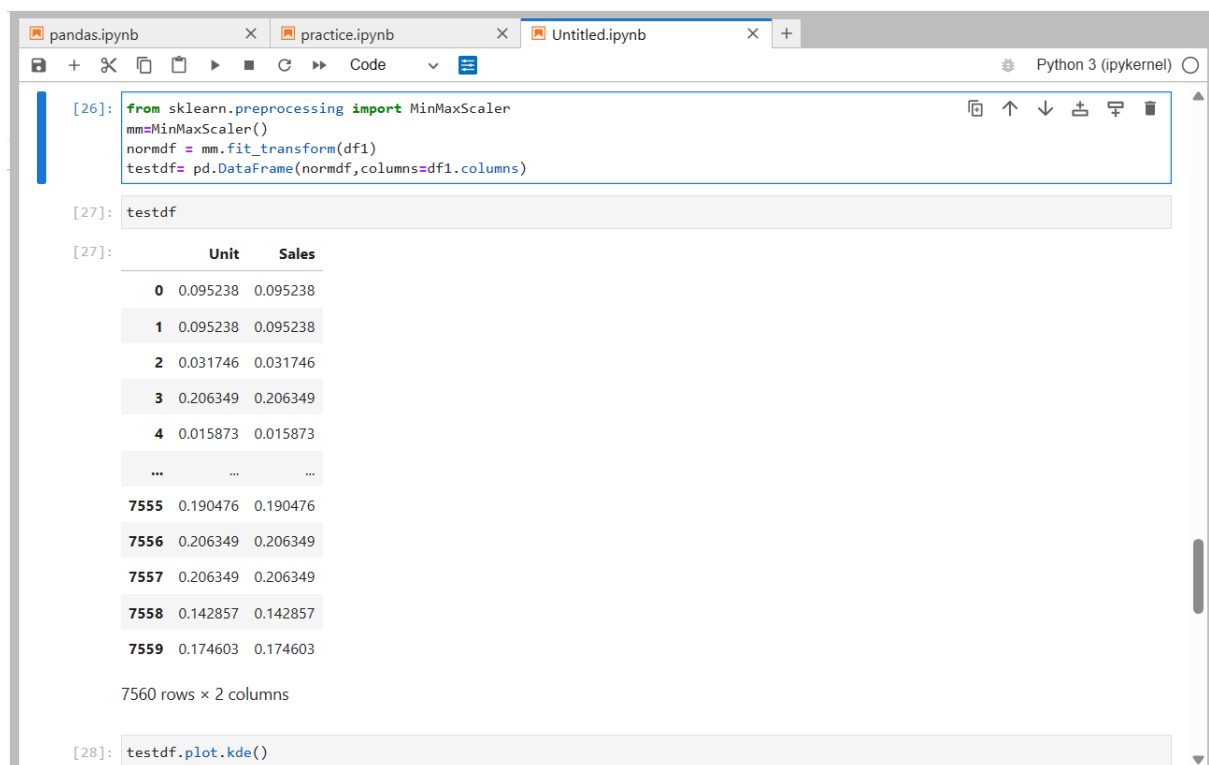 pandas.ipynb
practice.ipynb
Untitled.ipynb
Code
Python 3 (ipykernel)
[26]: from sklearn.preprocessing import MinMaxScaler
mm=MinMaxScaler()
normdf = mm.fit_transform(df1)
testdf= pd.DataFrame(normdf,columns=df1.columns)
[27]: testdf
[27]: Unit Sales
0 0.095238 0.095238
1 0.095238 0.095238
2 0.031746 0.031746
3 0.206349 0.206349
4 0.015873 0.015873
... ... ...
7555 0.190476 0.190476
7556 0.206349 0.206349
7557 0.206349 0.206349
7558 0.142857 0.142857
7559 0.174603 0.174603
7560 rows × 2 columns
[28]: testdf.plot.kde()